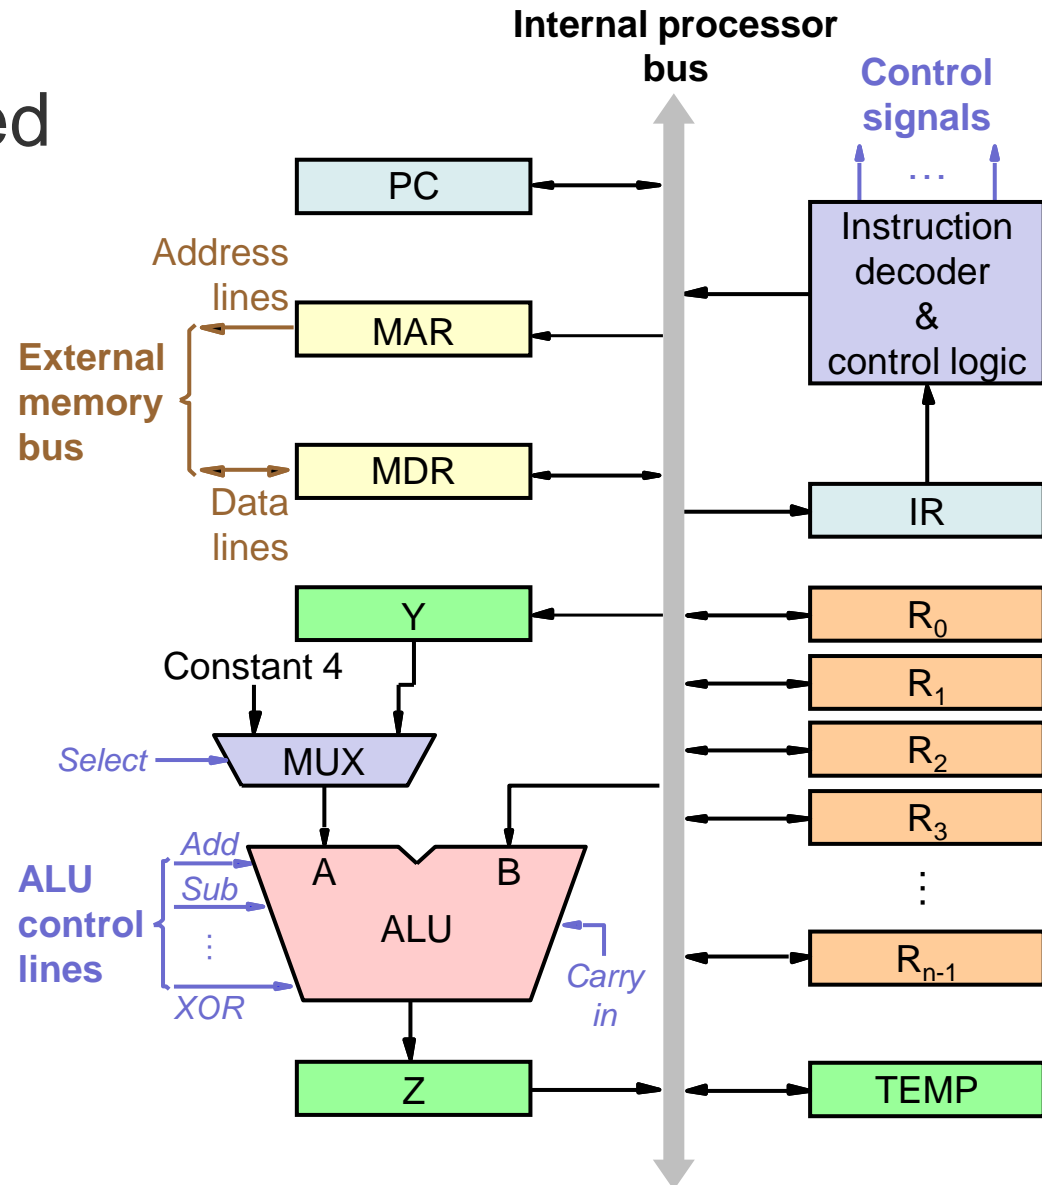 Internal processor
bus
ed
Control
signals
...
PC
Instruction
decoder
&
control logic
Address
lines
MAR
External
memory
bus
MDR
Data
lines
IR
Y
R0
Constant 4
R1
Select
MUX
R2
R3
Add
A
B
ALU
control
lines
Sub
⋮
ALU
⋮
Rn-1
XOR
Carry
in
Z
TEMP